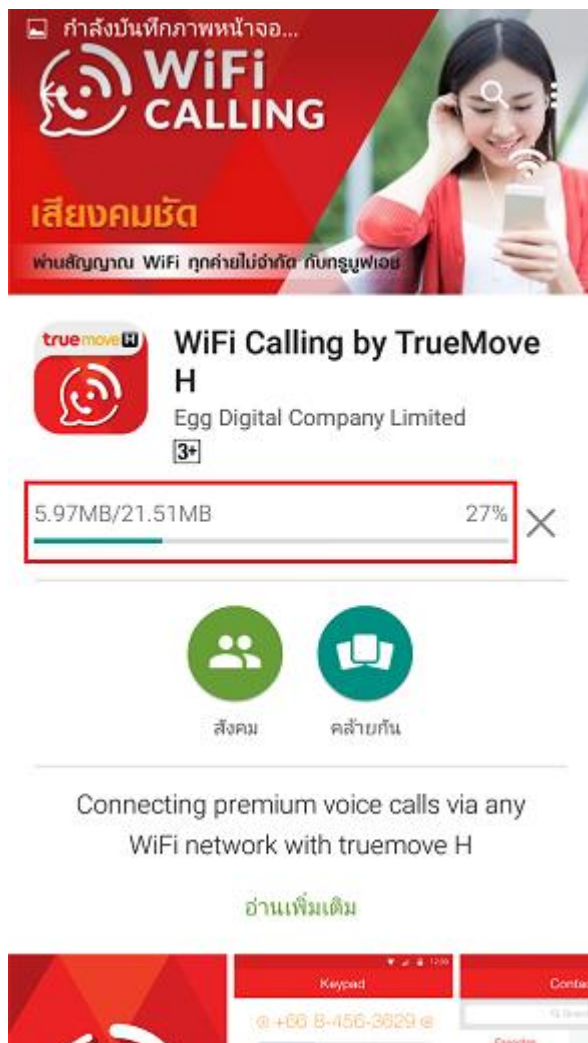 กำลังบันทึกภาพหน้าจอ...
WiFi
CALLING
เสียงคมชัด
ผ่านสัญญาณ WiFi ทุกค่ายไม่จำกัด กับทรูมูฟเอช
truemove H
WiFi Calling by TrueMove
H
Egg Digital Company Limited
3+
5.97MB/21.51MB 27%
สังคม คล้ายกัน
Connecting premium voice calls via any
WiFi network with truemove H
อ่านเพิ่มเติม
12:00
Keypad
+66 8-456-3629